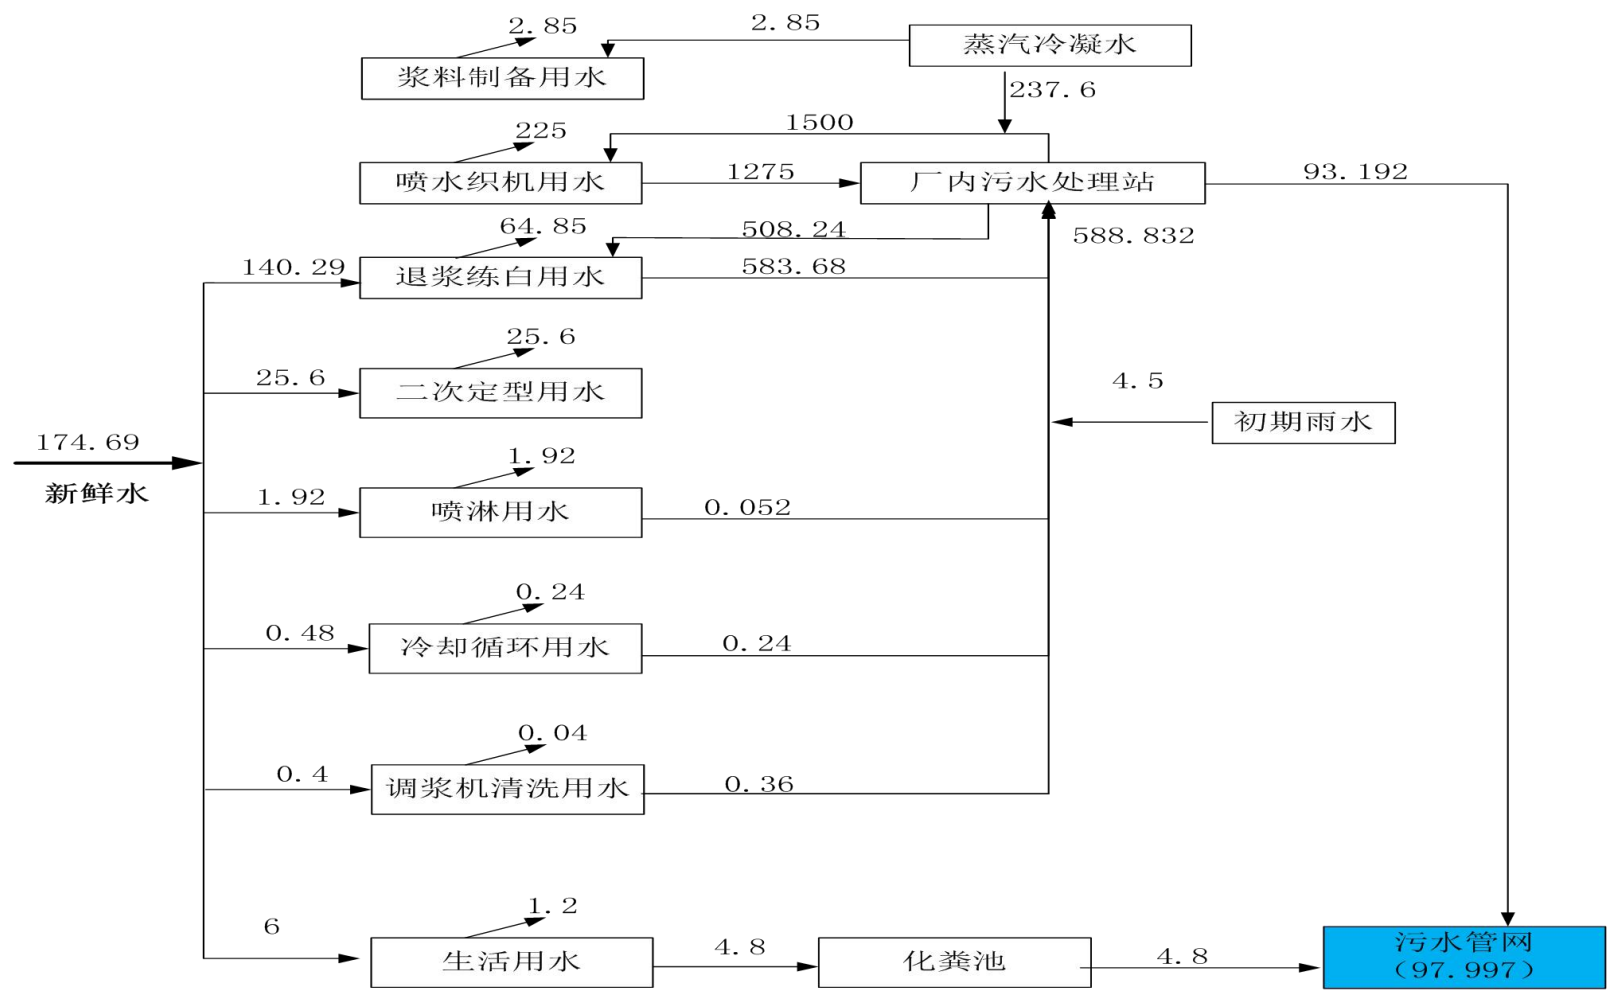 2.85
2.85
蒸汽冷凝水
浆料制备用水
237.6
225
1500
喷水织机用水
1275
厂内污水处理站
93.192
64.85
508.24
588.832
140.29
退浆练白用水
583.68
25.6
25.6
二次定型用水
4.5
初期雨水
174.69
新鲜水
1.92
1.92
喷淋用水
0.052
0.24
0.48
冷却循环用水
0.24
0.04
0.4
调浆机清洗用水
0.36
1.2
6
生活用水
4.8
化粪池
4.8
污水管网
（97.997）